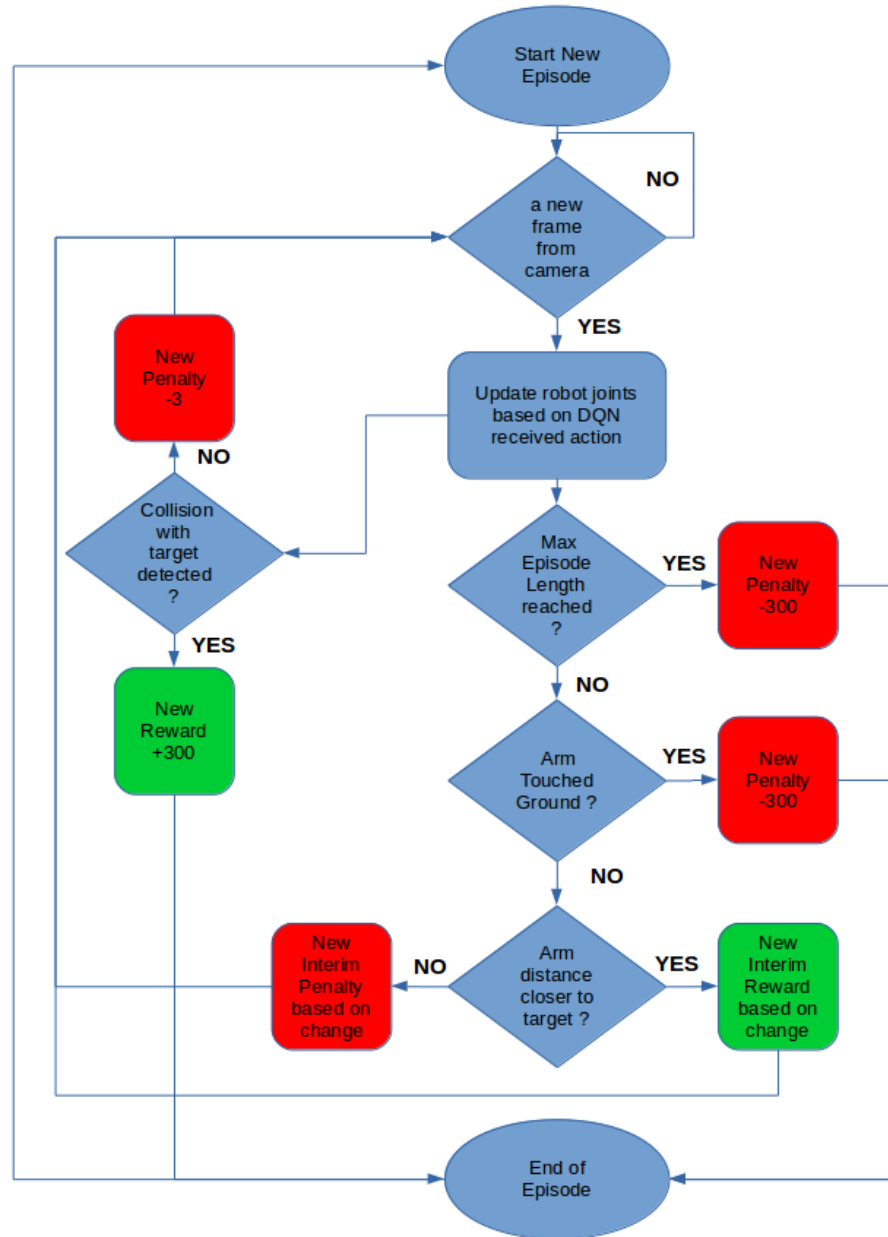 Start New
Episode
NO
a new
frame
from
camera
YES
New
Penalty
-3
Update robot joints
based on DQN
received action
NO
Collision
with
target
detected
?
Max
Episode
Length
reached
?
YES
New
Penalty
-300
YES
NO
New
Reward
+300
Arm
Touched
Ground ?
YES
New
Penalty
-300
NO
New
Interim
Penalty
based on
change
NO
Arm
distance
closer to
target ?
YES
New
Interim
Reward
based on
change
End of
Episode